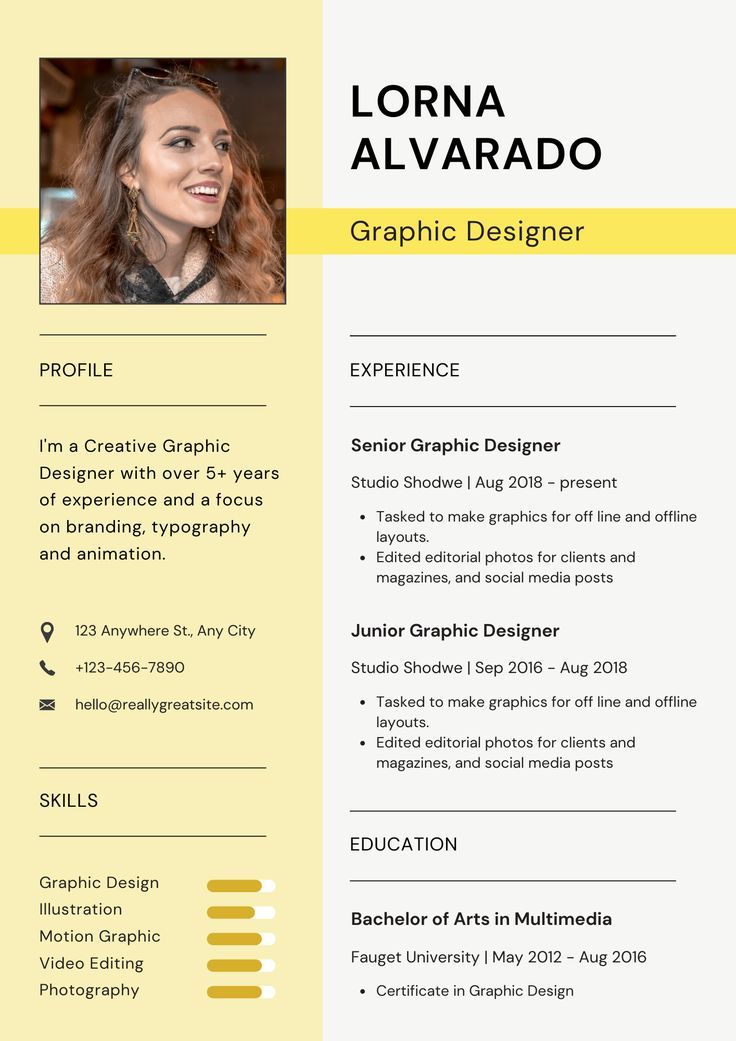 LORNA
ALVARADO
Graphic Designer
PROFILE
I'm a Creative Graphic
Designer with over 5+ years
of experience and a focus
on branding, typography
and animation.
123 Anywhere St., Any City
+123-456-7890
hello@reallygreatsite.com
SKILLS
Graphic Design
Illustration
Motion Graphic
Video Editing
Photography
EXPERIENCE
Senior Graphic Designer
Studio Shodwe | Aug 2018 - present
• Tasked to make graphics for off line and offline
layouts.
• Edited editorial photos for clients and
magazines, and social media posts
Junior Graphic Designer
Studio Shodwe | Sep 2016 - Aug 2018
• Tasked to make graphics for off line and offline
layouts.
• Edited editorial photos for clients and
magazines, and social media posts
EDUCATION
Bachelor of Arts in Multimedia
Fauget University | May 2012 - Aug 2016
• Certificate in Graphic Design